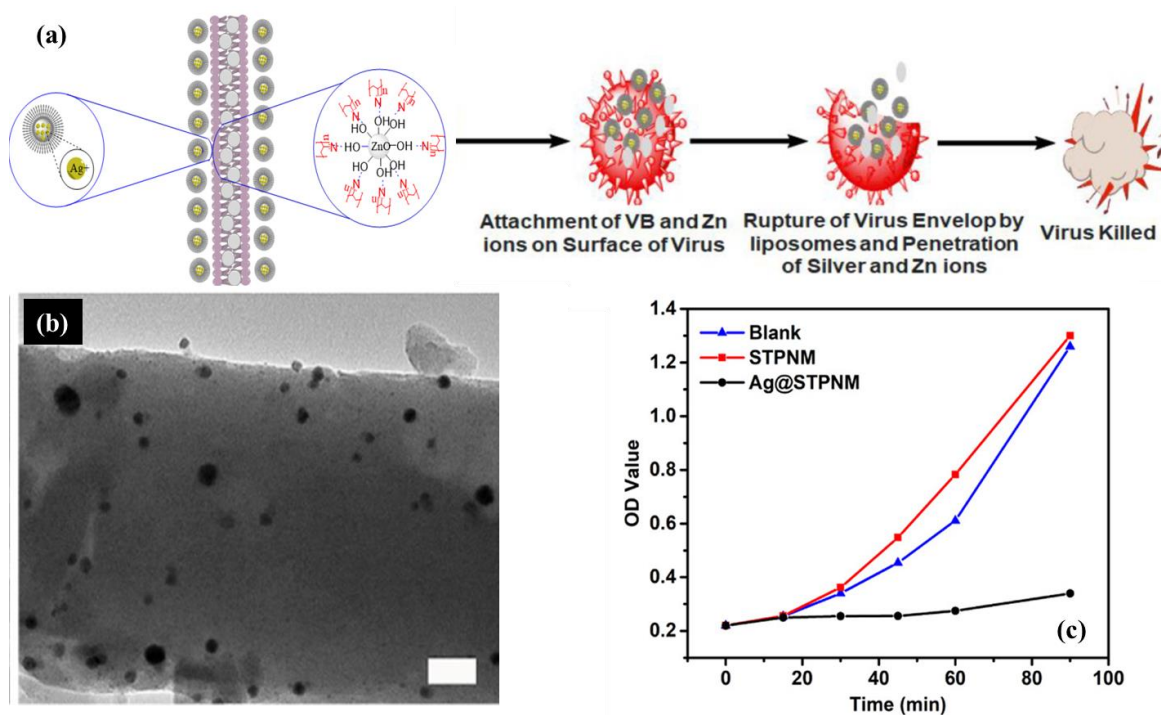 (a)
Ag+
n
N
HO
OH
OH
n
N
HO
ZnO
OH
N
n
HO
OH
OH
N
n
Attachment of VB and Zn
ions on Surface of Virus
Rupture of Virus Envelop by
liposomes and Penetration
of Silver and Zn ions
Virus Killed
(b)
1.4
1.2
1.0
0.8
0.6
0.4
0.2
OD Value
Blank
STPNM
Ag@STPNM
(c)
0
20
40
60
80
100
Time (min)